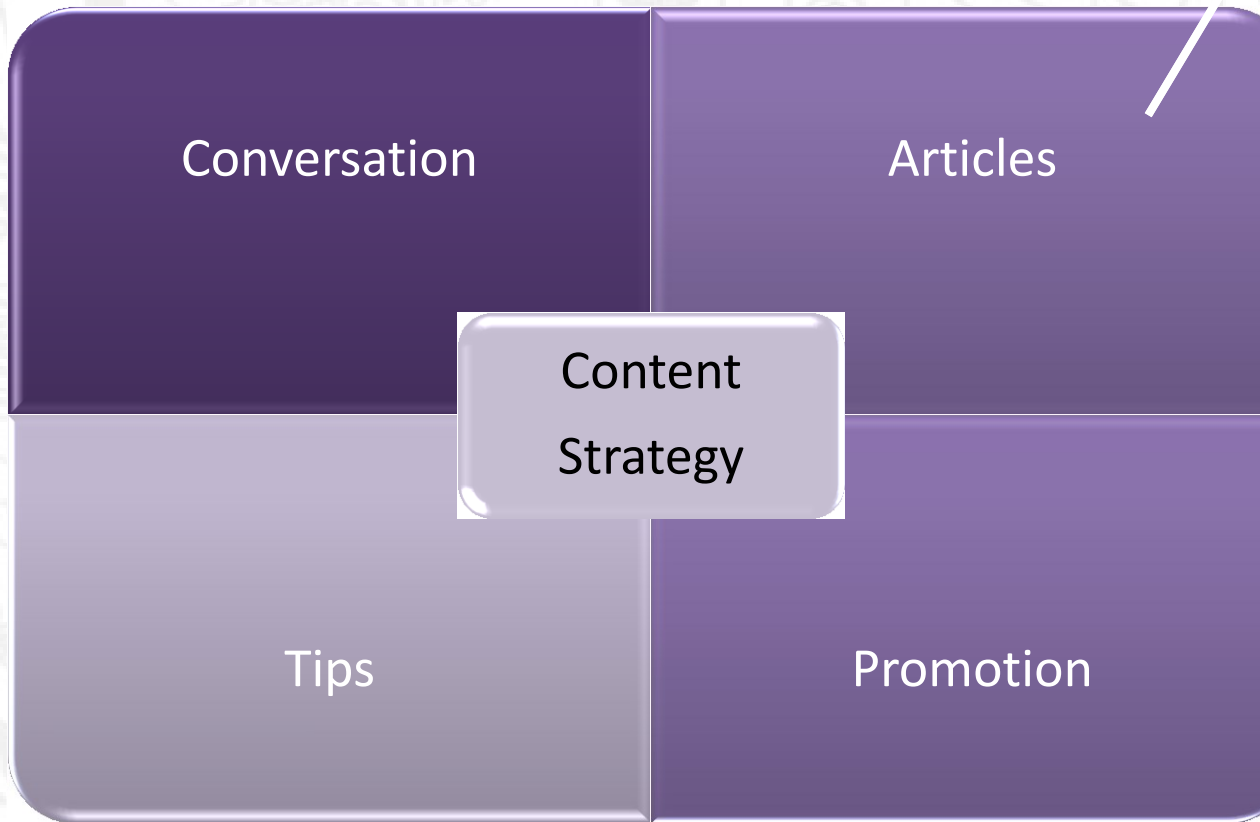 Conversation
Articles
Content
Strategy
Tips
Promotion